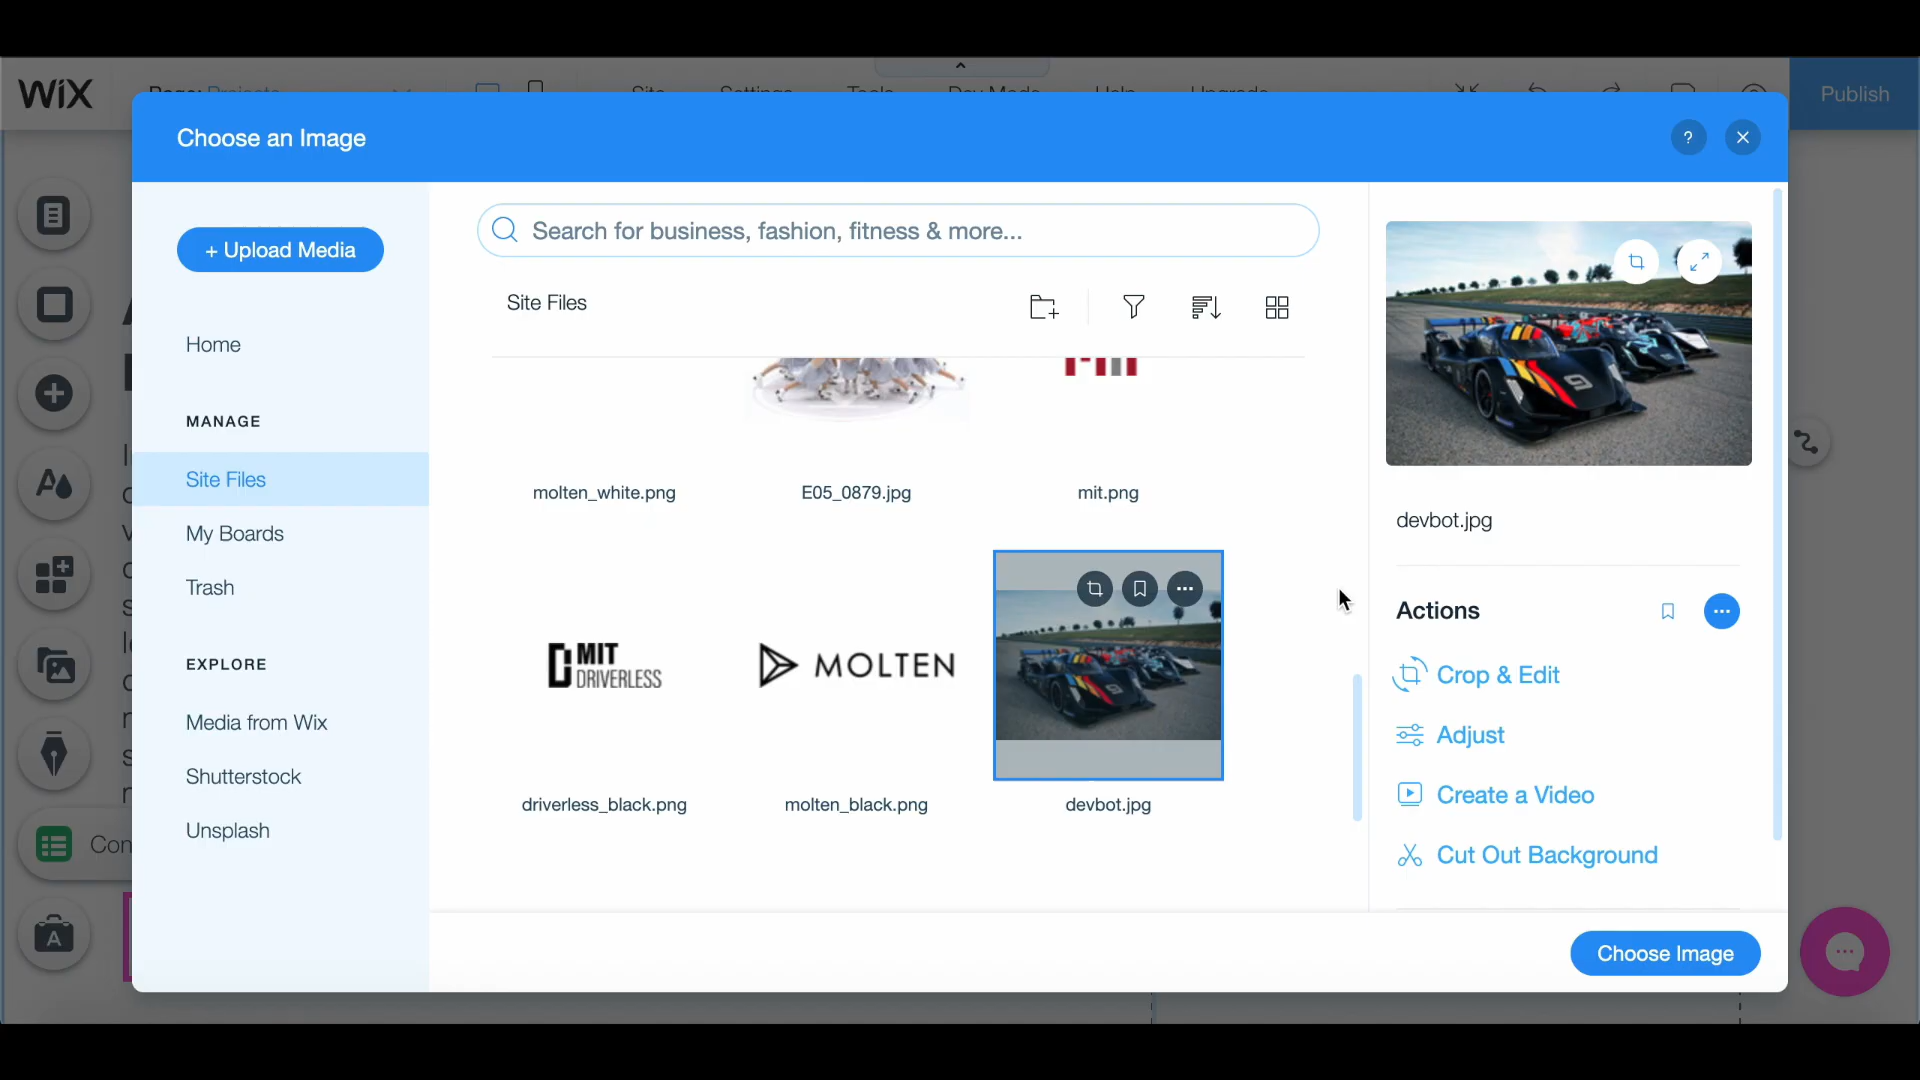 WiX
Publish
Choose an Image
?
+ Upload Media
Search for business, fashion, fitness & more...
Home
Site Files
MANAGE
Site Files
My Boards
Trash
EXPLORE
Media from Wix
Shutterstock
Unsplash
molten_white.png
E05_0879.jpg
mit.png
MIT
DRIVERLESS
MOLTEN
driverless_black.png
molten_black.png
devbot.jpg
9
devbot.jpg
Actions
Crop & Edit
Adjust
Create a Video
Cut Out Background
Con
A
Choose Image